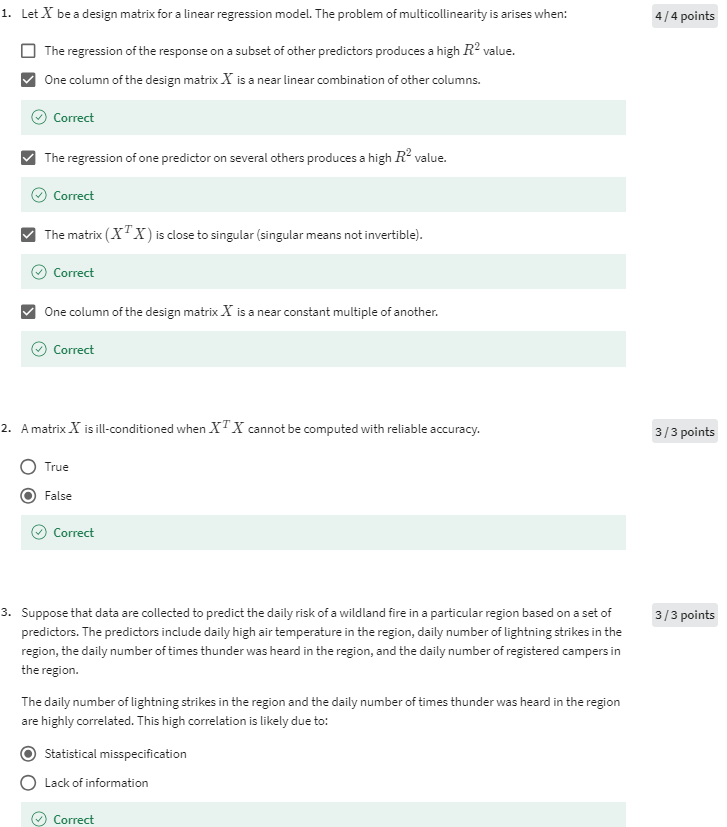 1. Let X be a design matrix for a linear regression model. The problem of multicollinearity is arises when:
4 / 4 points
The regression of the response on a subset of other predictors produces a high R² value.
One column of the design matrix X is a near linear combination of other columns.
Correct
The regression of one predictor on several others produces a high R² value.
Correct
The matrix (XᵀX) is close to singular (singular means not invertible).
Correct
One column of the design matrix X is a near constant multiple of another.
Correct
2. A matrix X is ill-conditioned when XᵀX cannot be computed with reliable accuracy.
3 / 3 points
True
False
Correct
3. Suppose that data are collected to predict the daily risk of a wildland fire in a particular region based on a set of
3 / 3 points
predictors. The predictors include daily high air temperature in the region, daily number of lightning strikes in the
region, the daily number of times thunder was heard in the region, and the daily number of registered campers in
the region.
The daily number of lightning strikes in the region and the daily number of times thunder was heard in the region
are highly correlated. This high correlation is likely due to:
Statistical misspecification
Lack of information
Correct